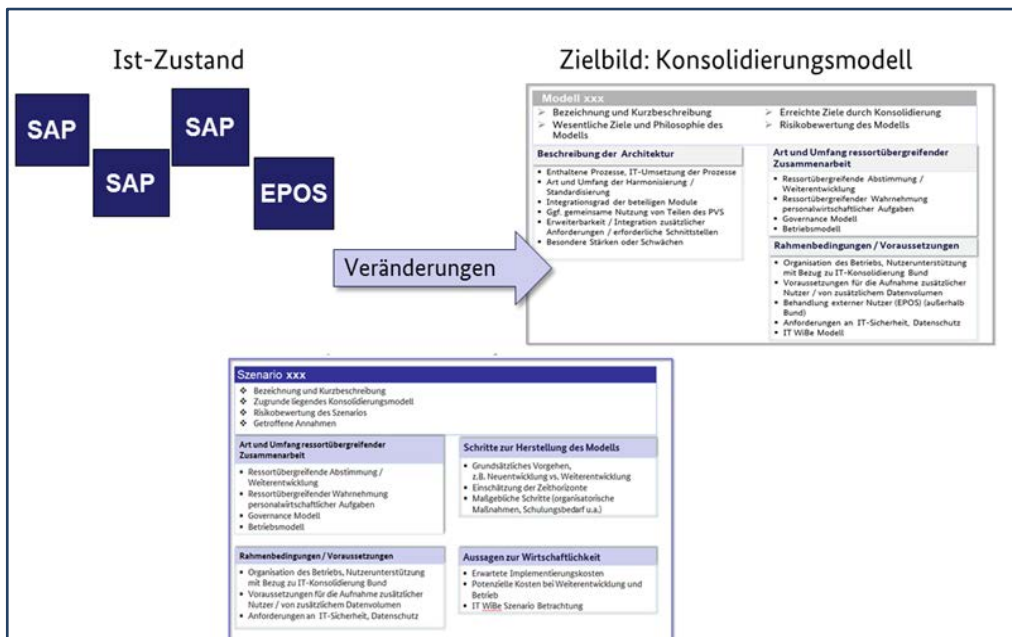 Ist-Zustand
Zielbild: Konsolidierungsmodell
SAP
SAP
SAP
EPOS
Veränderungen
Modell xxx
Bezeichnung und Kurzbeschreibung
Wesentliche Ziele und Philosophie des
Modells
Erreichte Ziele durch Konsolidierung
Risikobewertung des Modells
Beschreibung der Architektur
Enthaltene Prozesse, IT-Umsetzung der Prozesse
Art und Umfang der Harmonisierung /
Standardisierung
Integrationsgrad der beteiligen Module
Ggf. gemeinsame Nutzung von Teilen des PVS
Erweiterbarkeit / Integration zusätzlicher
Anforderungen / erforderliche Schnittstellen
Besondere Stärken oder Schwächen
Art und Umfang ressortübergreifender
Zusammenarbeit
Ressortübergreifende Abstimmung /
Weiterentwicklung
Ressortübergreifender Wahrnehmung
personalwirtschaftlicher Aufgaben
Governance Modell
Betriebsmodell
Rahmenbedingungen / Voraussetzungen
Organisation des Betriebs, Nutzerunterstützung
mit Bezug zu IT-Konsolidierung Bund
Voraussetzungen für die Aufnahme zusätzlicher
Nutzer / von zusätzlichem Datenvolumen
Behandlung externer Nutzer (EPOS) (außerhalb
Bund)
Anforderungen an IT-Sicherheit, Datenschutz
IT WiBe Modell
Szenario xxx
Bezeichnung und Kurzbeschreibung
Zugrunde liegendes Konsolidierungsmodell
Risikobewertung des Szenarios
Getroffene Annahmen
Art und Umfang ressortübergreifender
Zusammenarbeit
Ressortübergreifende Abstimmung /
Weiterentwicklung
Ressortübergreifender Wahrnehmung
personalwirtschaftlicher Aufgaben
Governance Modell
Betriebsmodell
Schritte zur Herstellung des Modells
Grundsätzliches Vorgehen,
z.B. Neuentwicklung vs. Weiterentwicklung
Einschätzung der Zeithorizonte
Maßgebliche Schritte (organisatorische
Maßnahmen, Schulungsbedarf u.a.)
Rahmenbedingungen / Voraussetzungen
Organisation des Betriebs, Nutzerunterstützung
mit Bezug zu IT-Konsolidierung Bund
Voraussetzungen für die Aufnahme zusätzlicher
Nutzer / von zusätzlichem Datenvolumen
Anforderungen an IT-Sicherheit, Datenschutz
Aussagen zur Wirtschaftlichkeit
Erwartete Implementierungskosten
Potenzielle Kosten bei Weiterentwicklung und
Betrieb
IT WiBe Szenario Betrachtung